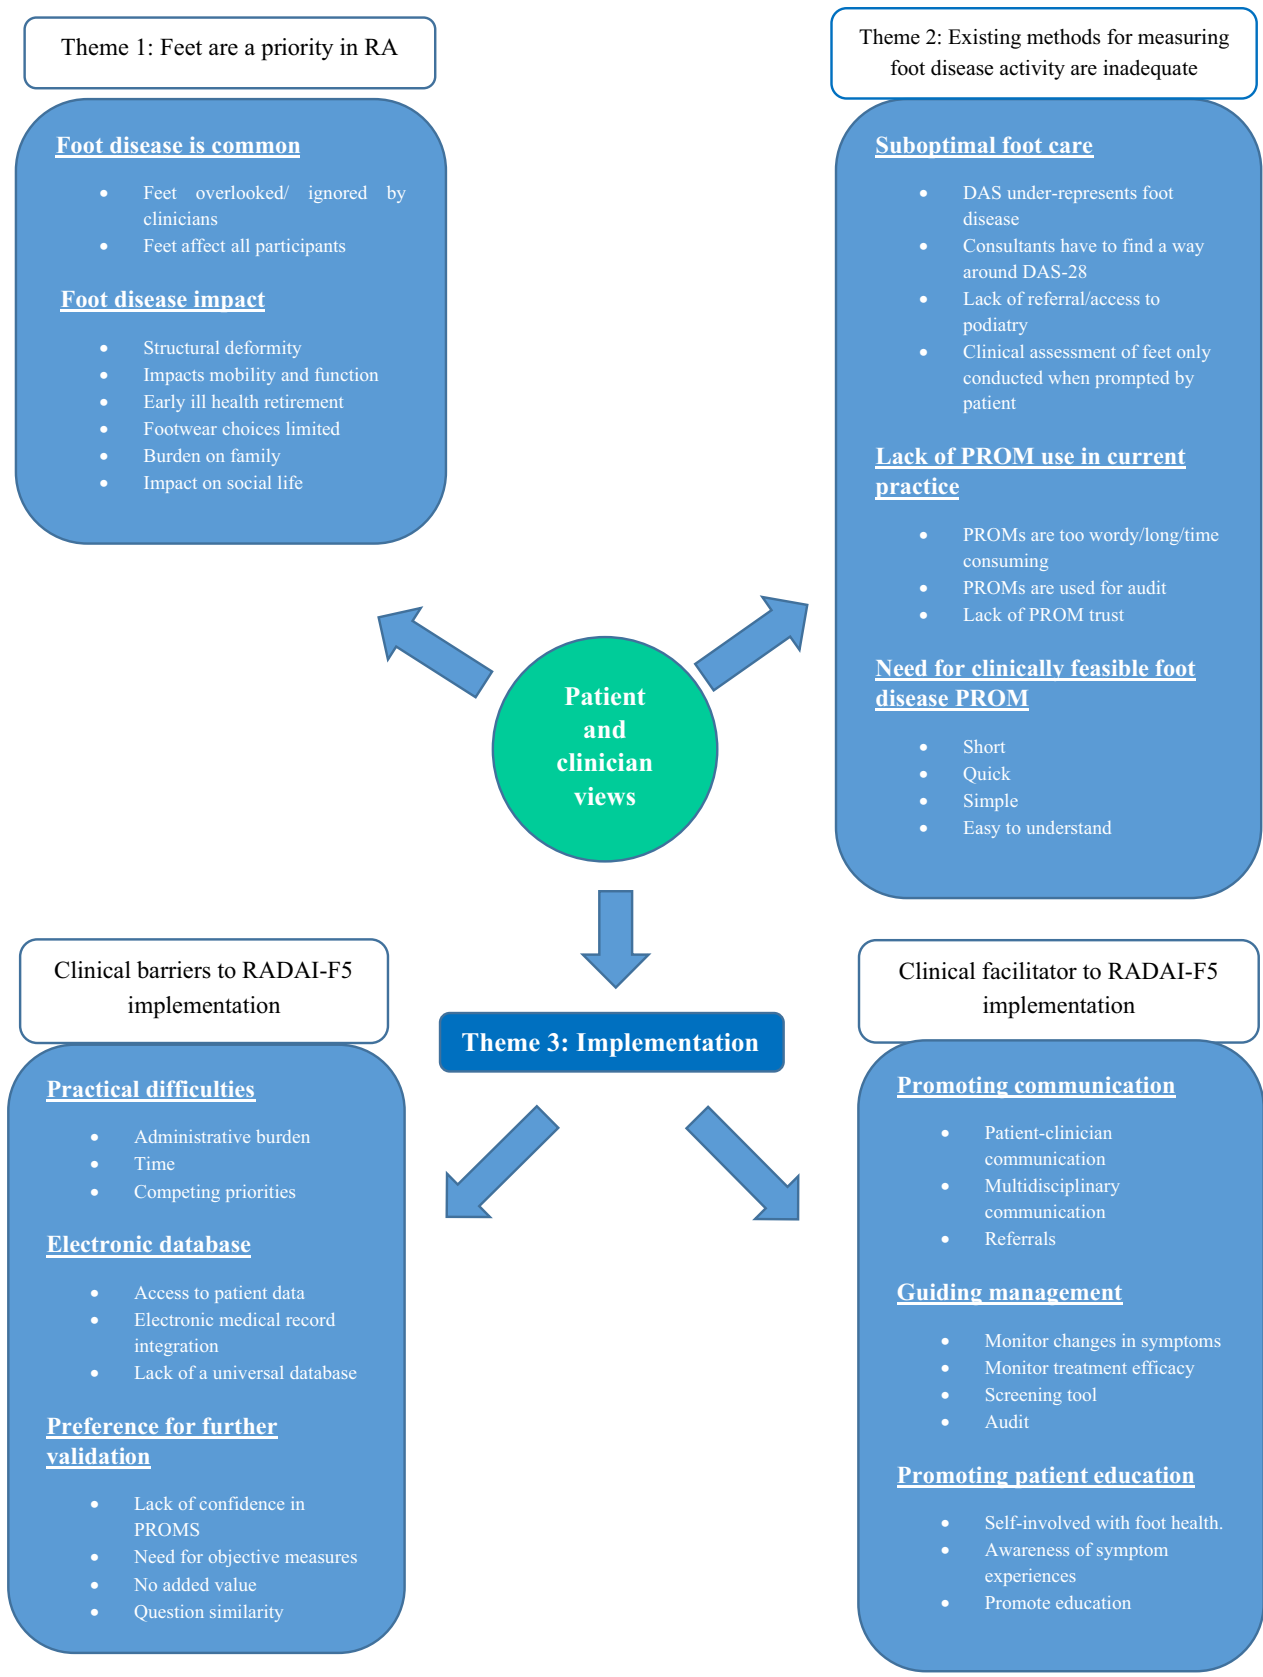 Theme 1: Feet are a priority in RA
Foot disease is common
• Feet overlooked/ ignored by
clinicians
• Feet affect all participants
Foot disease impact
• Structural deformity
• Impacts mobility and function
• Early ill health retirement
• Footwear choices limited
• Burden on family
• Impact on social life
Theme 2: Existing methods for measuring
foot disease activity are inadequate
Suboptimal foot care
• DAS under-represents foot
disease
• Consultants have to find a way
around DAS-28
• Lack of referral/access to
podiatry
• Clinical assessment of feet only
conducted when prompted by
patient
Lack of PROM use in current
practice
• PROMs are too wordy/long/time
consuming
• PROMs are used for audit
• Lack of PROM trust
Need for clinically feasible foot
disease PROM
• Short
• Quick
• Simple
• Easy to understand
Patient
and
clinician
views
Theme 3: Implementation
Clinical barriers to RADAI-F5
implementation
Practical difficulties
• Administrative burden
• Time
• Competing priorities
Electronic database
• Access to patient data
• Electronic medical record
integration
• Lack of a universal database
Preference for further
validation
• Lack of confidence in
PROMS
• Need for objective measures
• No added value
• Question similarity
Clinical facilitator to RADAI-F5
implementation
Promoting communication
• Patient-clinician
communication
• Multidisciplinary
communication
• Referrals
Guiding management
• Monitor changes in symptoms
• Monitor treatment efficacy
• Screening tool
• Audit
Promoting patient education
• Self-involved with foot health.
• Awareness of symptom
experiences
• Promote education